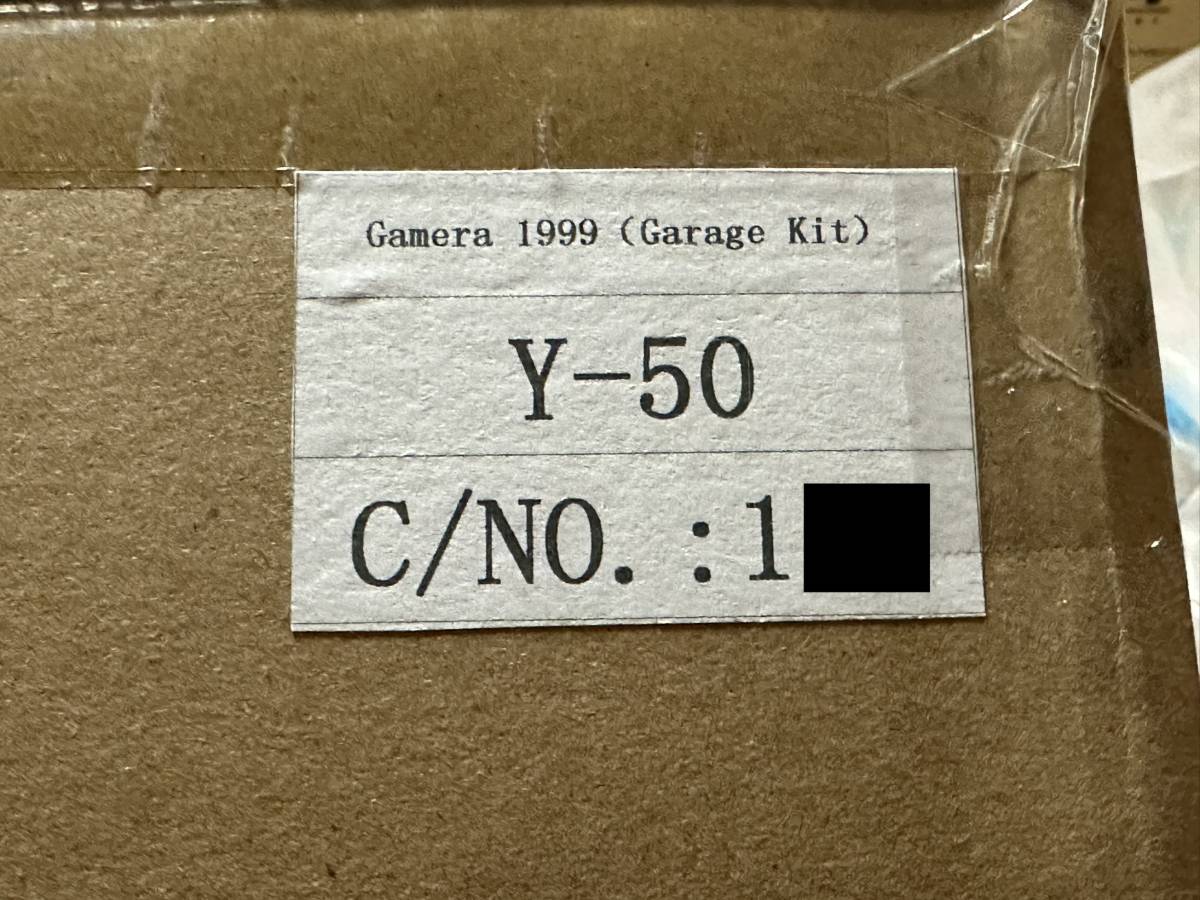 Gamera 1999 (Garage Kit)
Y-50
C/NO.:1